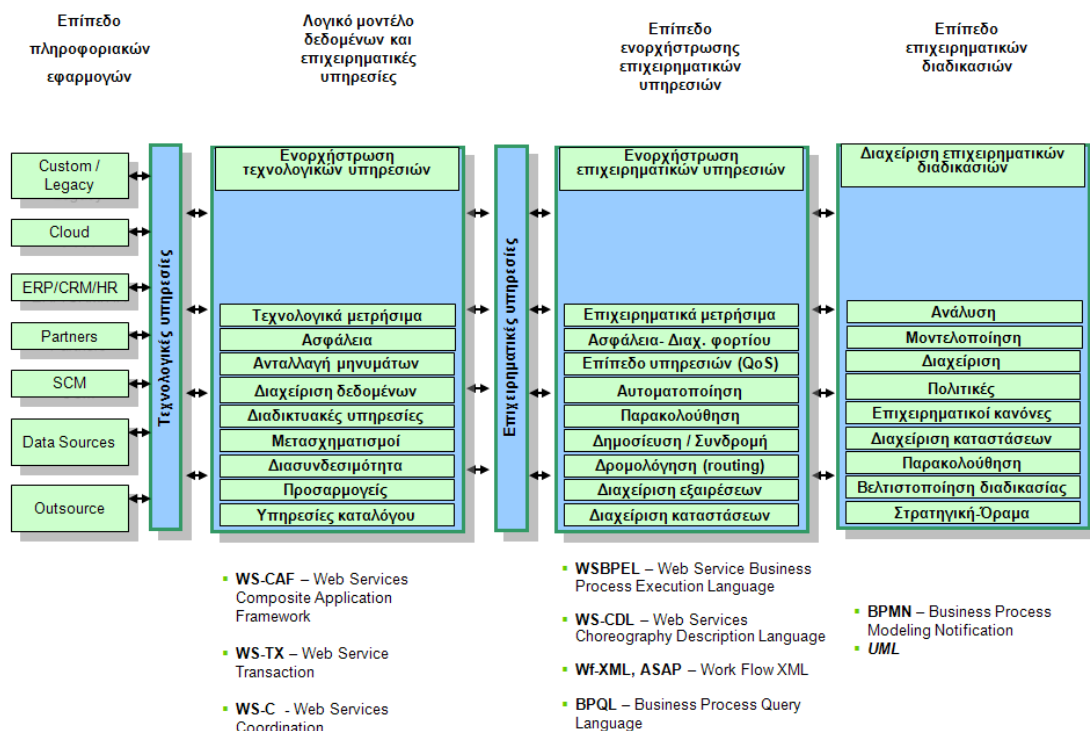 Επίπεδο
πληροφοριακών
εφαρμογών
Λογικό μοντέλο
δεδομένων και
επιχειρηματικές
υπηρεσίες
Επίπεδο
ενορχήστρωσης
επιχειρηματικών
υπηρεσιών
Επίπεδο
επιχειρηματικών
διαδικασιών
Custom /
Legacy
Cloud
ERP/CRM/HR
Partners
SCM
Data Sources
Outsource
Τεχνολογικές υπηρεσίες
Ενορχήστρωση
τεχνολογικών υπηρεσιών
Τεχνολογικά μετρήσιμα
Ασφάλεια
Ανταλλαγή μηνυμάτων
Διαχείριση δεδομένων
Διαδικτυακές υπηρεσίες
Μετασχηματισμοί
Διασυνδεσιμότητα
Προσαρμογείς
Υπηρεσίες καταλόγου
Επιχειρηματικές υπηρεσίες
Ενορχήστρωση
επιχειρηματικών υπηρεσιών
Επιχειρηματικά μετρήσιμα
Ασφάλεια- Διαχ. φορτίου
Επίπεδο υπηρεσιών (QoS)
Αυτοματοποίηση
Παρακολούθηση
Δημοσίευση / Συνδρομή
Δρομολόγηση (routing)
Διαχείριση εξαιρέσεων
Διαχείριση καταστάσεων
Διαχείριση επιχειρηματικών
διαδικασιών
Ανάλυση
Μοντελοποίηση
Διαχείριση
Πολιτικές
Επιχειρηματικοί κανόνες
Διαχείριση καταστάσεων
Παρακολούθηση
Βελτιστοποίηση διαδικασίας
Στρατηγική-Όραμα
▪ WS-CAF – Web Services
Composite Application
Framework
▪ WS-TX – Web Service
Transaction
▪ WS-C - Web Services
Coordination
▪ WSBPEL – Web Service Business
Process Execution Language
▪ WS-CDL – Web Services
Choreography Description Language
▪ Wf-XML, ASAP – Work Flow XML
▪ BPQL – Business Process Query
Language
▪ BPMN – Business Process
Modeling Notification
▪ UML